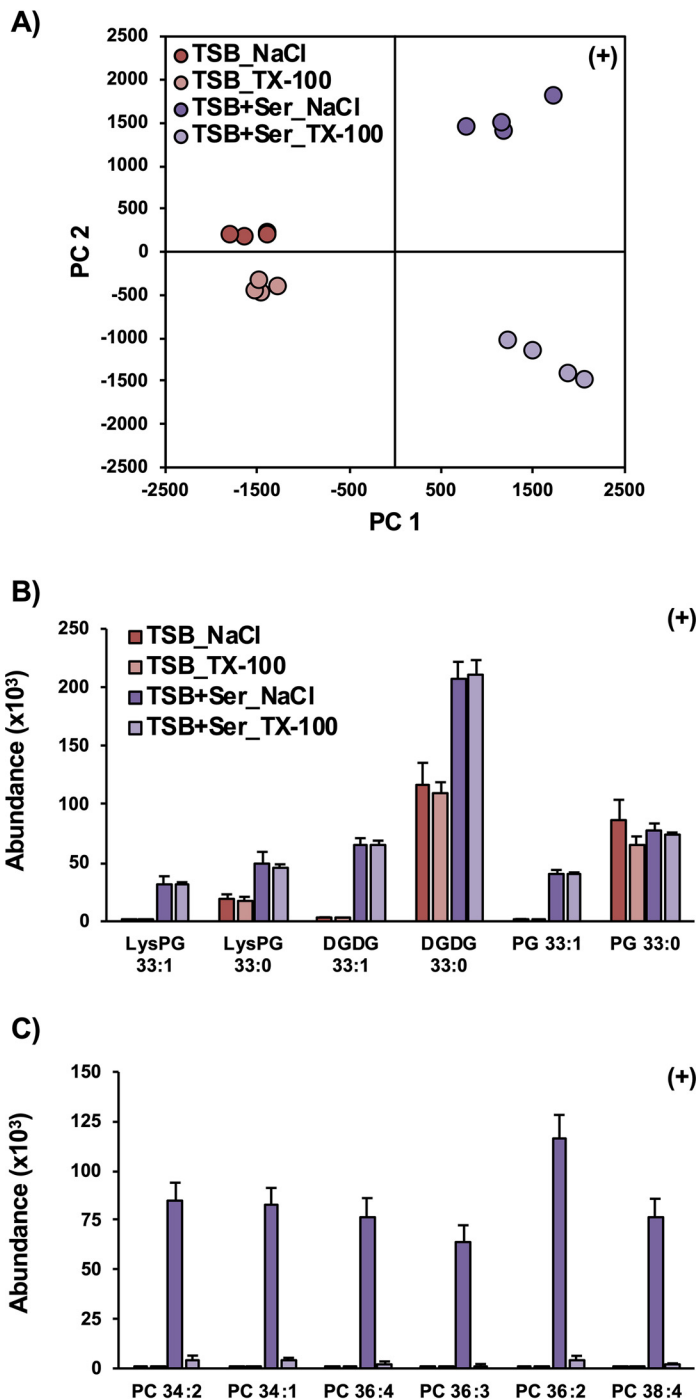 A)
2500
2000
1500
1000
500
0
-500
-1000
-1500
-2000
-2500
PC 2
TSB_NaCl
TSB_TX-100
TSB+Ser_NaCl
TSB+Ser_TX-100
(+)
-2500 -1500 -500 500 1500 2500
PC 1
B)
(+)
250
200
150
100
50
0
Abundance (x10³)
TSB_NaCl
TSB_TX-100
TSB+Ser_NaCl
TSB+Ser_TX-100
LysPG 33:1
LysPG 33:0
DGDG 33:1
DGDG 33:0
PG 33:1
PG 33:0
C)
(+)
150
125
100
75
50
25
0
Abundance (x10³)
PC 34:2 PC 34:1 PC 36:4 PC 36:3 PC 36:2 PC 38:4